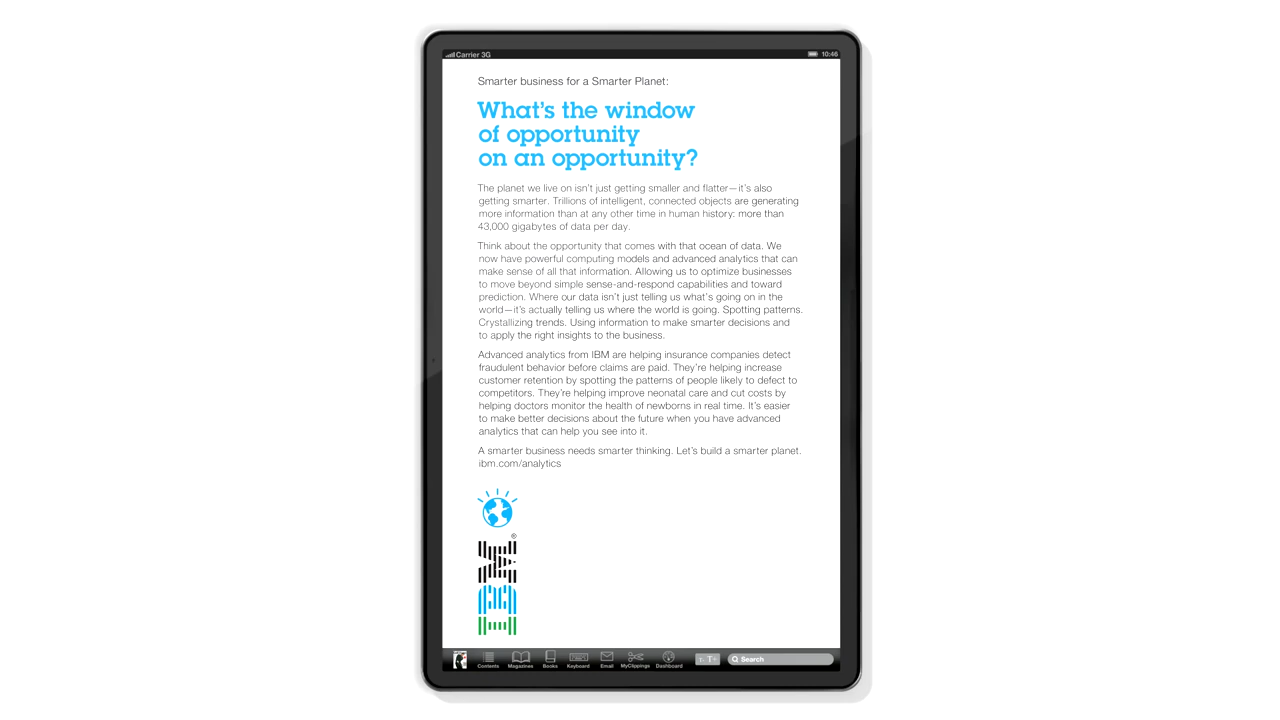 Carrier 3G
10:46
Smarter business for a Smarter Planet:
What's the window
of opportunity
on an opportunity?
The planet we live on isn't just getting smaller and flatter—it's also
getting smarter. Trillions of intelligent, connected objects are generating
more information than at any other time in human history: more than
43,000 gigabytes of data per day.
Think about the opportunity that comes with that ocean of data. We
now have powerful computing models and advanced analytics that can
make sense of all that information. Allowing us to optimize businesses
to move beyond simple sense-and-respond capabilities and toward
prediction. Where our data isn't just telling us what's going on in the
world—it's actually telling us where the world is going. Spotting patterns.
Crystallizing trends. Using information to make smarter decisions and
to apply the right insights to the business.
Advanced analytics from IBM are helping insurance companies detect
fraudulent behavior before claims are paid. They're helping increase
customer retention by spotting the patterns of people likely to defect to
competitors. They're helping improve neonatal care and cut costs by
helping doctors monitor the health of newborns in real time. It's easier
to make better decisions about the future when you have advanced
analytics that can help you see into it.
A smarter business needs smarter thinking. Let's build a smarter planet.
ibm.com/analytics
IBM®
Contents
Magazines
Books
Keyboard
Email
MyClippings
Dashboard
Search